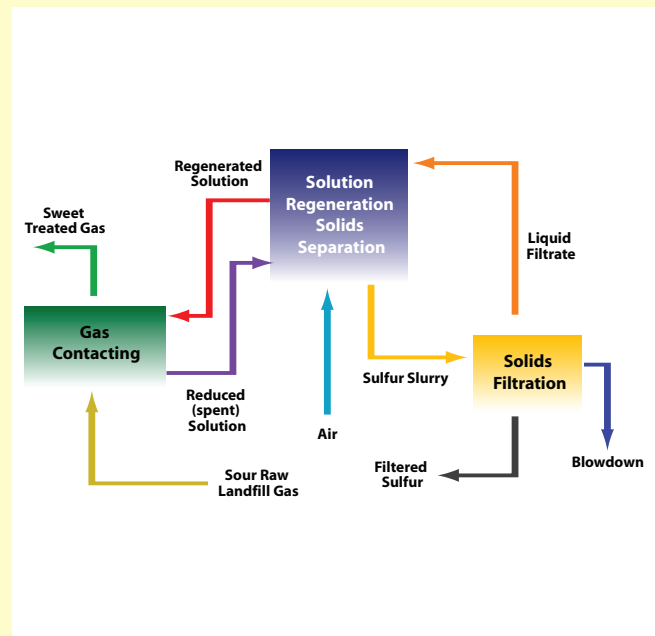 Regenerated
Solution
Solution
Regeneration
Solids
Separation
Sweet
Treated Gas
Liquid
Filtrate
Gas
Contacting
Solids
Filtration
Sulfur Slurry
Reduced
(spent)
Solution
Air
Filtered
Sulfur
Blowdown
Sour Raw
Landfill Gas